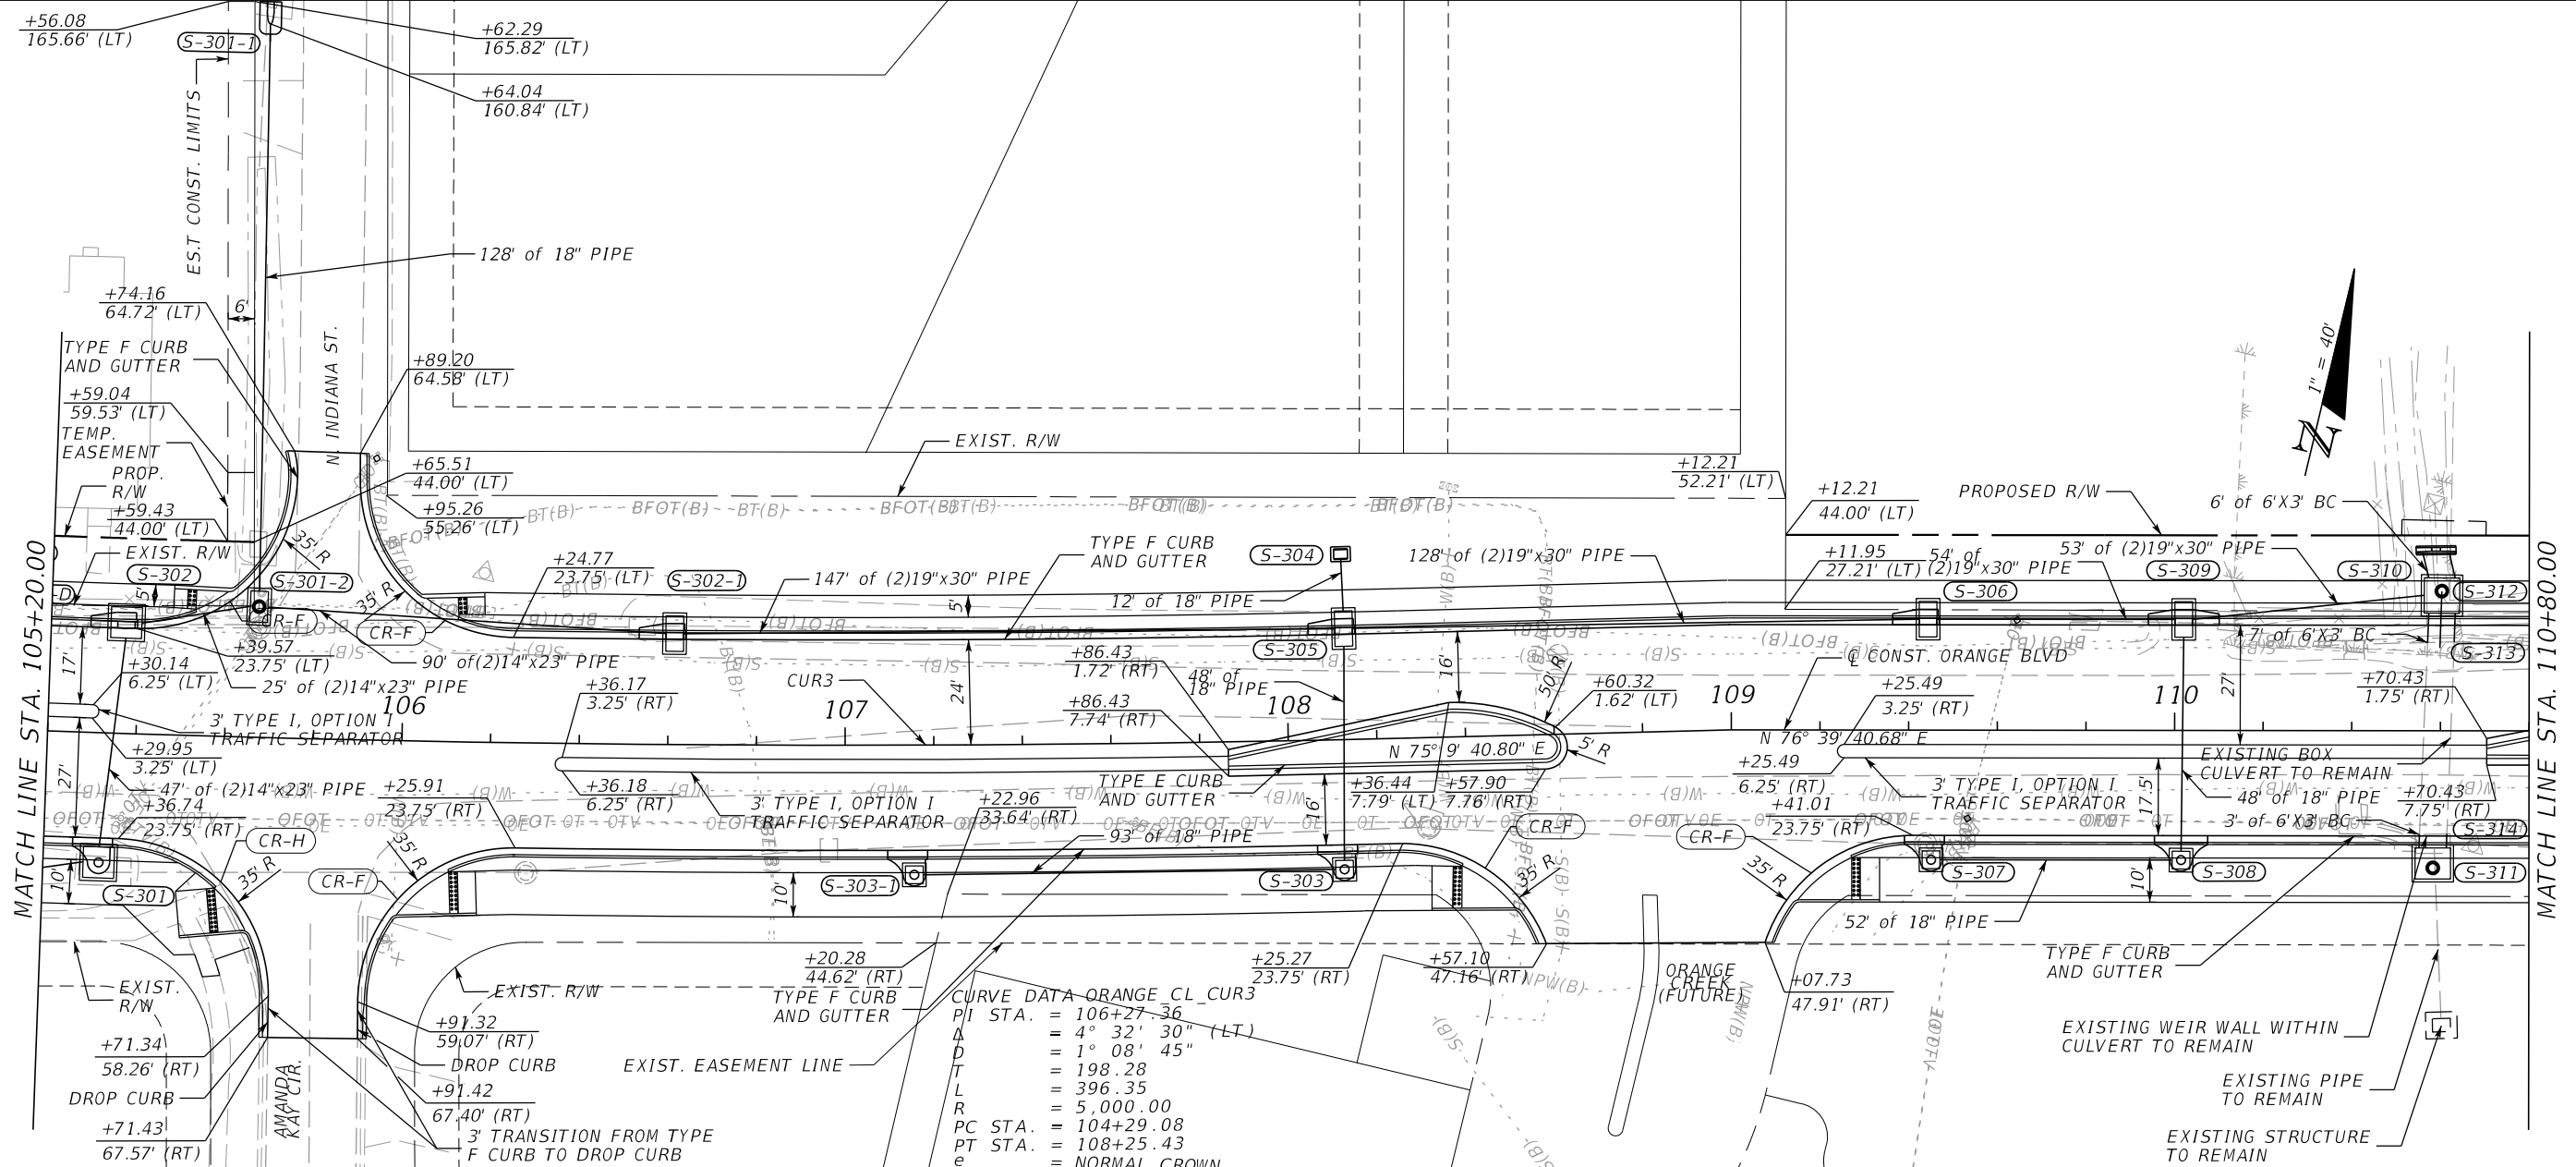 +56.08
165.66' (LT)
S-301-1
+62.29
165.82' (LT)
+64.04
160.84' (LT)
EST. CONST. LIMITS
128' of 18" PIPE
+74.16
64.72' (LT)
6'
TYPE F CURB
AND GUTTER
N. INDIANA ST.
+89.20
64.58' (LT)
+59.04
59.53' (LT)
TEMP.
EASEMENT
PROP.
R/W
+59.43
44.00' (LT)
EXIST. R/W
+65.51
44.00' (LT)
+95.26
55.26' (LT)
EXIST. R/W
+12.21
52.21' (LT)
+12.21
44.00' (LT)
PROPOSED R/W
6' of 6'X3' BC
1" = 40'
N
MATCH LINE STA. 105+20.00
MATCH LINE STA. 110+80.00
S-302
S-301-2
35' R
35' R
5'
CR-F
CR-F
+24.77
23.75' (LT)
S-302-1
147' of (2)19"x30" PIPE
TYPE F CURB
AND GUTTER
S-304
12' of 18" PIPE
5'
128' of (2)19"x30" PIPE
+11.95
27.21' (LT)
54' of
(2)19"x30" PIPE
53' of (2)19"x30" PIPE
S-306
S-309
S-310
S-312
S-313
7' of 6'X3' BC
+39.57
23.75' (LT)
90' of(2)14"x23" PIPE
25' of (2)14"x23" PIPE
17'
+30.14
6.25' (LT)
S-305
+86.43
1.72' (RT)
48' of
18" PIPE
16'
50' R
+60.32
1.62' (LT)
℄ CONST. ORANGE BLVD
+36.17
3.25' (RT)
CUR3
24'
+86.43
7.74' (RT)
+25.49
3.25' (RT)
27'
+70.43
1.75' (RT)
106
107
108
109
110
3' TYPE I, OPTION I
TRAFFIC SEPARATOR
+29.95
3.25' (LT)
27'
N 75° 9' 40.80" E
5' R
N 76° 39' 40.68" E
+25.49
6.25' (RT)
EXISTING BOX
CULVERT TO REMAIN
47' of (2)14"x23" PIPE
+36.74
23.75' (RT)
+25.91
23.75' (RT)
+36.18
6.25' (RT)
3' TYPE I, OPTION I
TRAFFIC SEPARATOR
+22.96
33.64' (RT)
TYPE E CURB
AND GUTTER
16'
+36.44
7.79' (LT)
+57.90
7.76' (RT)
+41.01
23.75' (RT)
3' TYPE I, OPTION I
TRAFFIC SEPARATOR
17.5'
48' of 18" PIPE
3' of 6'X3' BC
+70.43
7.75' (RT)
S-314
CR-H
35' R
CR-F
35' R
10'
S-301
93' of 18" PIPE
S-303-1
10'
S-303
CR-F
35' R
CR-F
35' R
S-307
S-308
10'
S-311
52' of 18" PIPE
TYPE F CURB
AND GUTTER
EXIST.
R/W
EXIST. R/W
+20.28
44.62' (RT)
TYPE F CURB
AND GUTTER
+25.27
23.75' (RT)
+57.10
47.16' (RT)
ORANGE
CREEK
(FUTURE)
+07.73
47.91' (RT)
+71.34
58.26' (RT)
DROP CURB
+71.43
67.57' (RT)
AMANDA
KAY CIR.
+91.32
59.07' (RT)
DROP CURB
+91.42
67.40' (RT)
3' TRANSITION FROM TYPE
F CURB TO DROP CURB
EXIST. EASEMENT LINE
CURVE DATA ORANGE_CL_CUR3
PI STA. = 106+27.36
Δ = 4° 32' 30" (LT)
D = 1° 08' 45"
T = 198.28
L = 396.35
R = 5,000.00
PC STA. = 104+29.08
PT STA. = 108+25.43
e = NORMAL CROWN
EXISTING WEIR WALL WITHIN
CULVERT TO REMAIN
EXISTING PIPE
TO REMAIN
EXISTING STRUCTURE
TO REMAIN